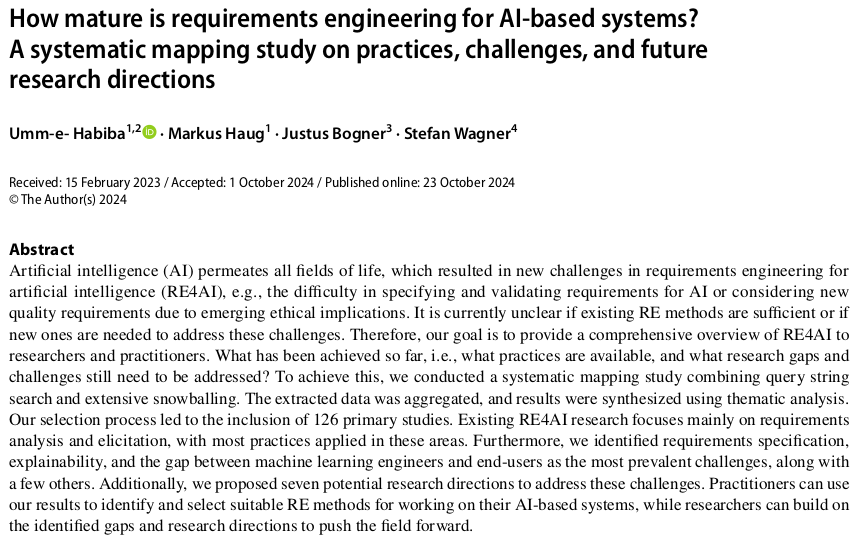 How mature is requirements engineering for AI-based systems?
A systematic mapping study on practices, challenges, and future
research directions
Umm-e- Habiba1,2 iD · Markus Haug1 · Justus Bogner3 · Stefan Wagner4
Received: 15 February 2023 / Accepted: 1 October 2024 / Published online: 23 October 2024
© The Author(s) 2024
Abstract
Artificial intelligence (AI) permeates all fields of life, which resulted in new challenges in requirements engineering for
artificial intelligence (RE4AI), e.g., the difficulty in specifying and validating requirements for AI or considering new
quality requirements due to emerging ethical implications. It is currently unclear if existing RE methods are sufficient or if
new ones are needed to address these challenges. Therefore, our goal is to provide a comprehensive overview of RE4AI to
researchers and practitioners. What has been achieved so far, i.e., what practices are available, and what research gaps and
challenges still need to be addressed? To achieve this, we conducted a systematic mapping study combining query string
search and extensive snowballing. The extracted data was aggregated, and results were synthesized using thematic analysis.
Our selection process led to the inclusion of 126 primary studies. Existing RE4AI research focuses mainly on requirements
analysis and elicitation, with most practices applied in these areas. Furthermore, we identified requirements specification,
explainability, and the gap between machine learning engineers and end-users as the most prevalent challenges, along with
a few others. Additionally, we proposed seven potential research directions to address these challenges. Practitioners can use
our results to identify and select suitable RE methods for working on their AI-based systems, while researchers can build on
the identified gaps and research directions to push the field forward.